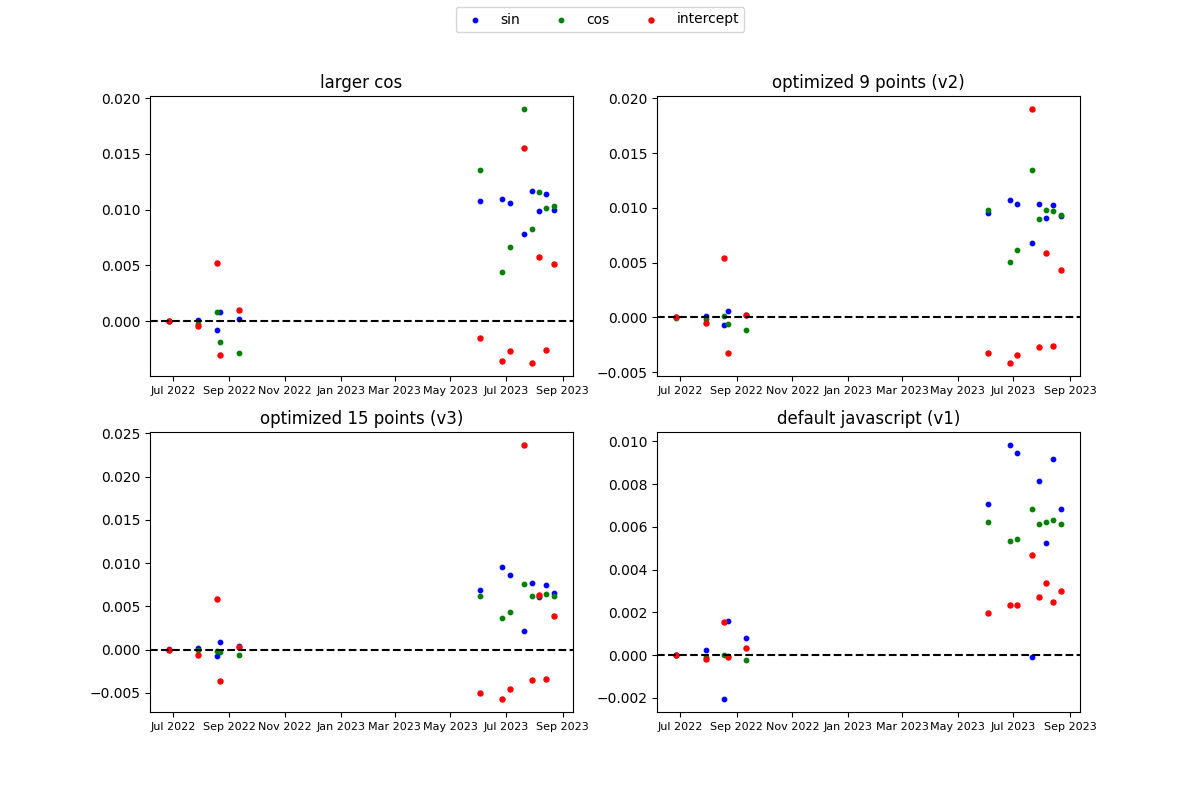 sin cos intercept
larger cos
0.020
0.015
0.010
0.005
0.000
Jul 2022 Sep 2022 Nov 2022 Jan 2023 Mar 2023 May 2023 Jul 2023 Sep 2023
optimized 9 points (v2)
0.020
0.015
0.010
0.005
0.000
−0.005
Jul 2022 Sep 2022 Nov 2022 Jan 2023 Mar 2023 May 2023 Jul 2023 Sep 2023
optimized 15 points (v3)
0.025
0.020
0.015
0.010
0.005
0.000
−0.005
Jul 2022 Sep 2022 Nov 2022 Jan 2023 Mar 2023 May 2023 Jul 2023 Sep 2023
default javascript (v1)
0.010
0.008
0.006
0.004
0.002
0.000
−0.002
Jul 2022 Sep 2022 Nov 2022 Jan 2023 Mar 2023 May 2023 Jul 2023 Sep 2023